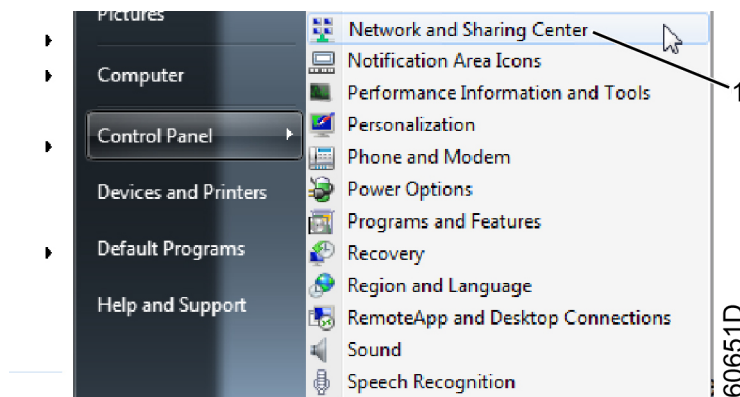 Pictures
Computer
Control Panel
Devices and Printers
Default Programs
Help and Support
Network and Sharing Center
Notification Area Icons
Performance Information and Tools
Personalization
Phone and Modem
Power Options
Programs and Features
Recovery
Region and Language
RemoteApp and Desktop Connections
Sound
Speech Recognition
1
60651D